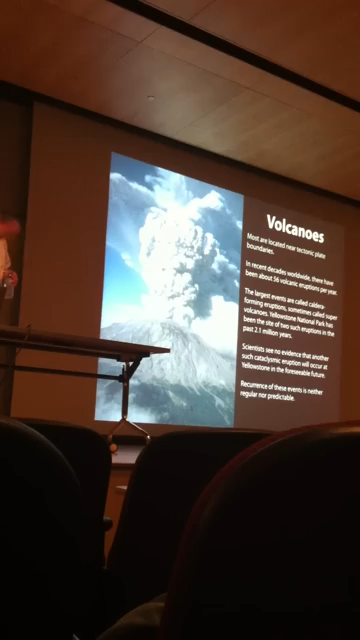 Volcanoes
Most are located near tectonic plate
boundaries.
In recent decades worldwide, there have
been about 56 volcanic eruptions per year.
The largest events are called caldera-
forming eruptions, sometimes called super
volcanoes. Yellowstone National Park has
been the site of two such eruptions in the
past 2.1 million years.
Scientists see no evidence that another
such cataclysmic eruption will occur at
Yellowstone in the foreseeable future.
Recurrence of these events is neither
regular nor predictable.